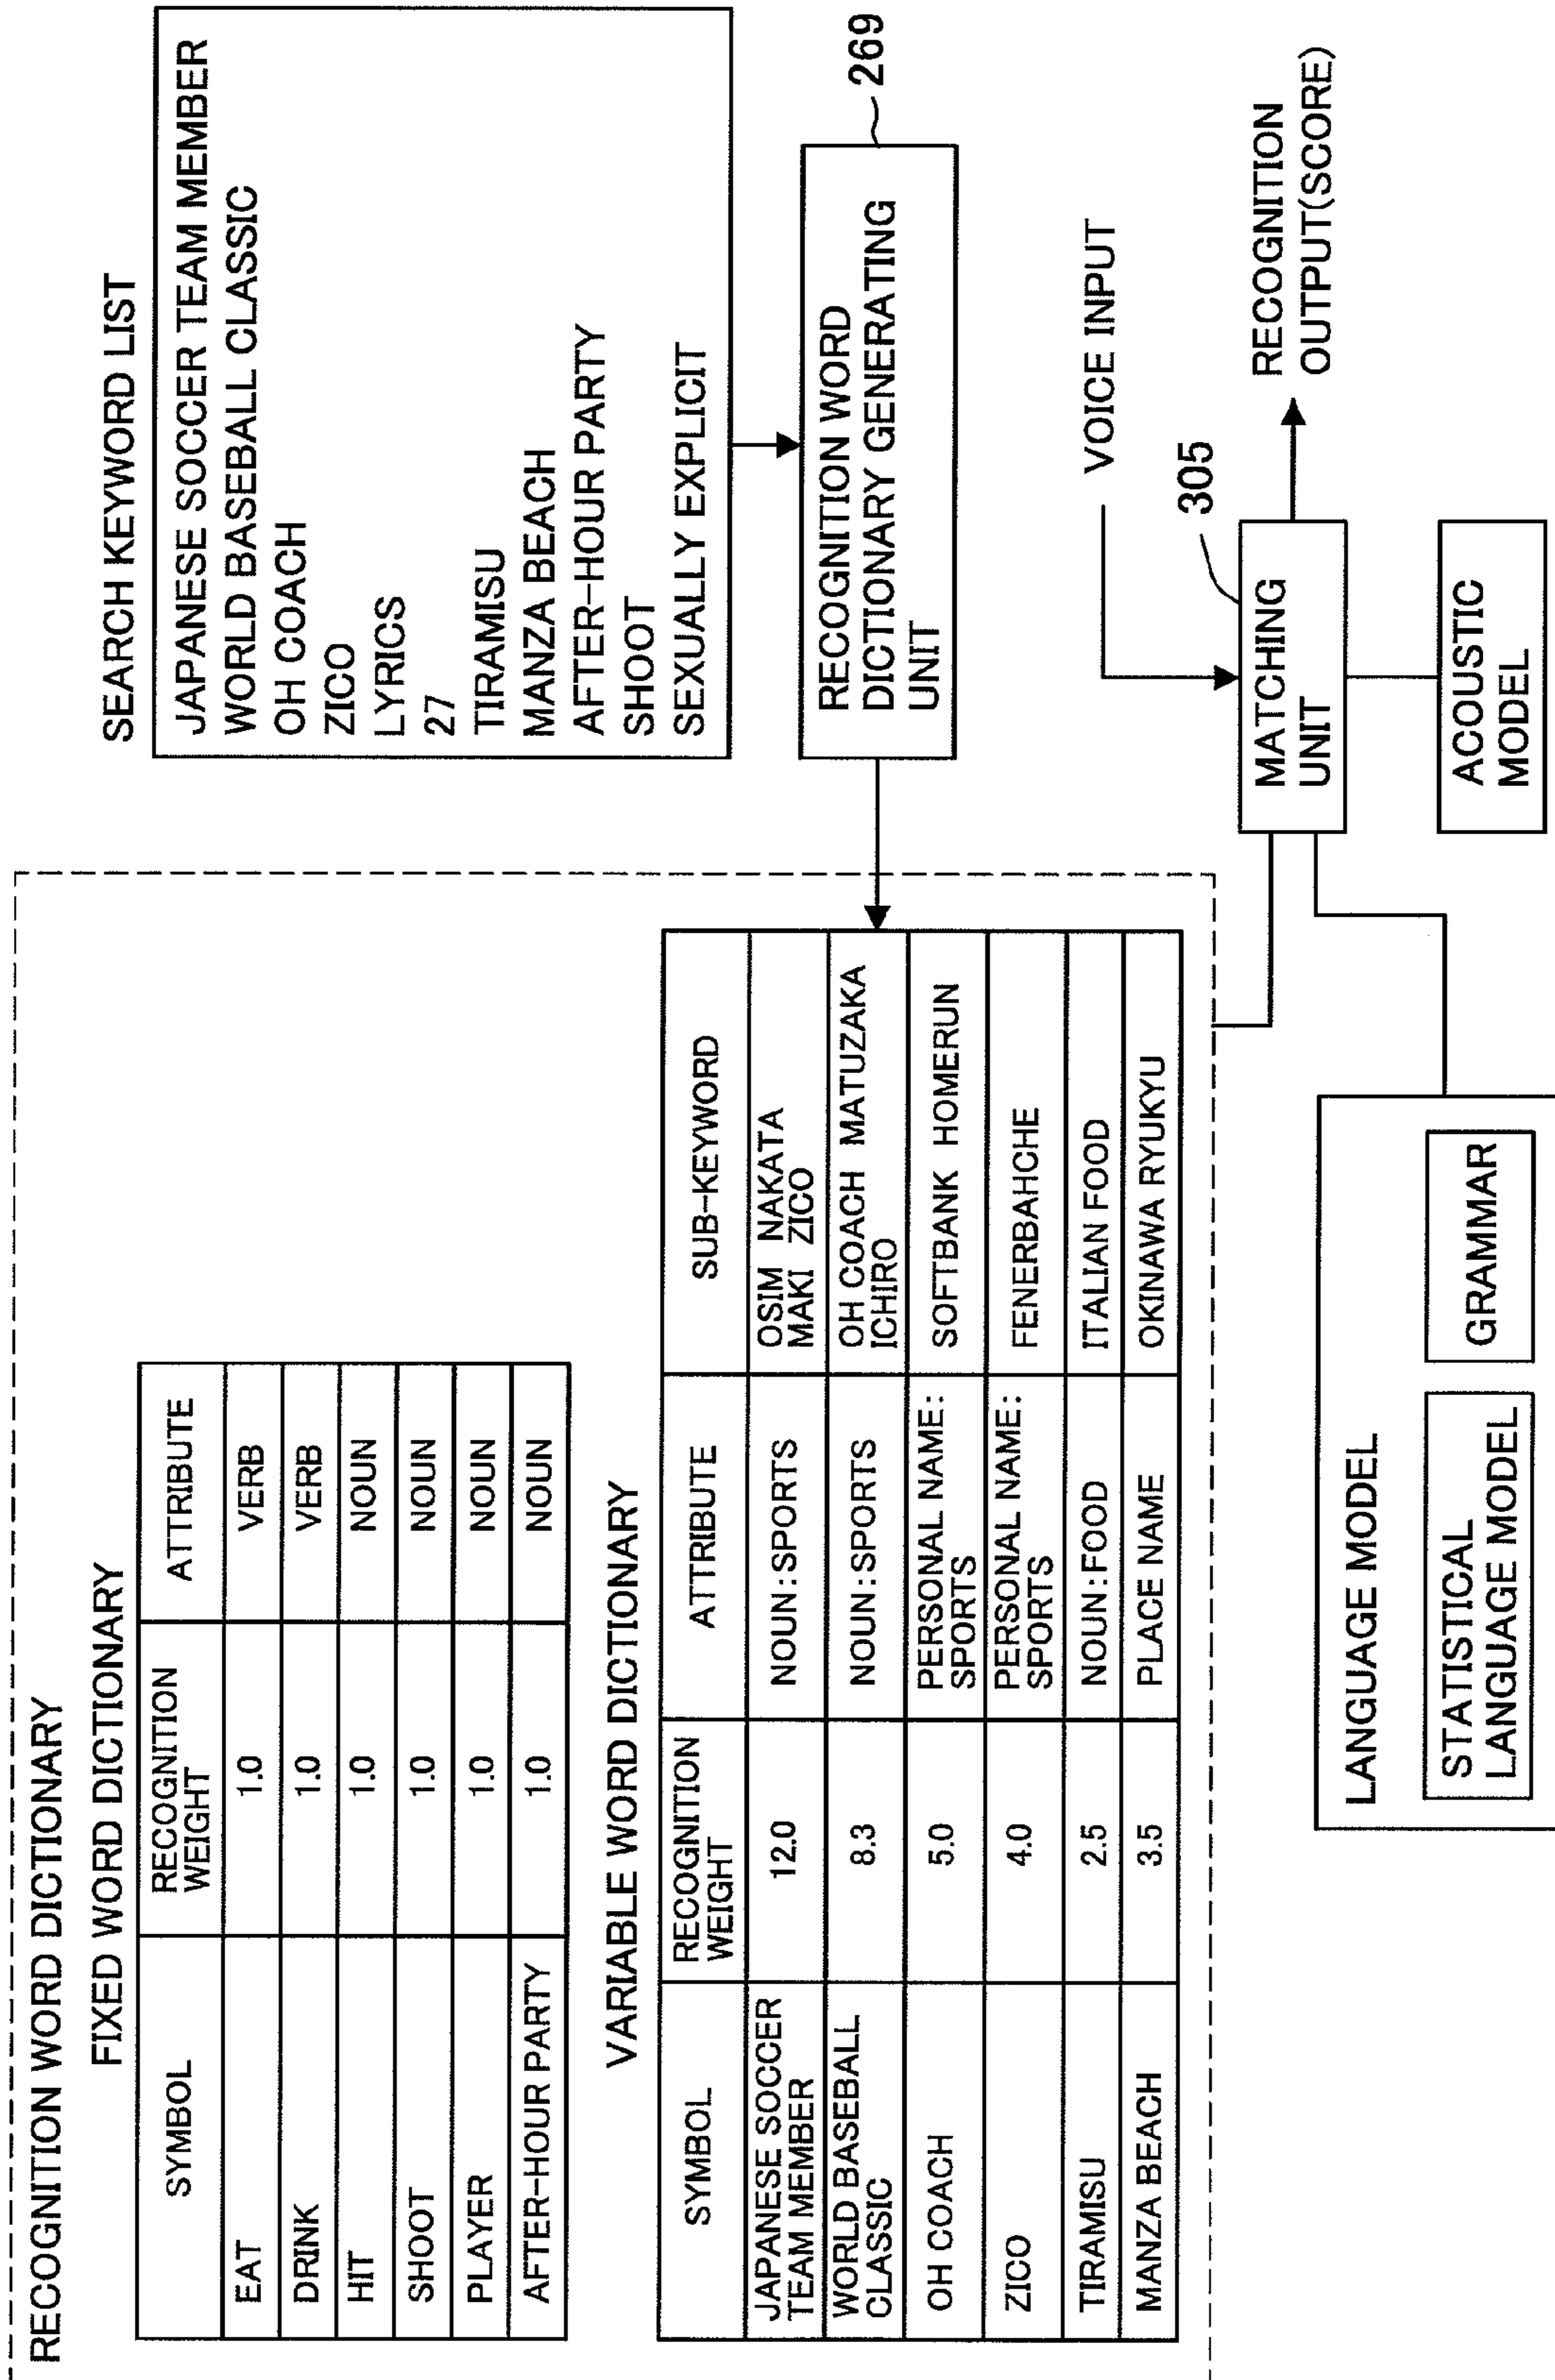 RECOGNITION WORD DICTIONARY
FIXED WORD DICTIONARY
SYMBOL
RECOGNITION
WEIGHT
ATTRIBUTE
EAT
1.0
VERB
DRINK
1.0
VERB
HIT
1.0
NOUN
SHOOT
1.0
NOUN
PLAYER
1.0
NOUN
AFTER-HOUR PARTY
1.0
NOUN
VARIABLE WORD DICTIONARY
SYMBOL
RECOGNITION
WEIGHT
ATTRIBUTE
SUB-KEYWORD
JAPANESE SOCCER
TEAM MEMBER
12.0
NOUN:SPORTS
OSIM NAKATA
MAKI ZICO
WORLD BASEBALL
CLASSIC
8.3
NOUN:SPORTS
OH COACH MATUZAKA
ICHIRO
OH COACH
5.0
PERSONAL NAME:
SPORTS
SOFTBANK HOMERUN
ZICO
4.0
PERSONAL NAME:
SPORTS
FENERBAHCHE
TIRAMISU
2.5
NOUN:FOOD
ITALIAN FOOD
MANZA BEACH
3.5
PLACE NAME
OKINAWA RYUKYU
SEARCH KEYWORD LIST
JAPANESE SOCCER TEAM MEMBER
WORLD BASEBALL CLASSIC
OH COACH
ZICO
LYRICS
27
TIRAMISU
MANZA BEACH
AFTER-HOUR PARTY
SHOOT
SEXUALLY EXPLICIT
RECOGNITION WORD
DICTIONARY GENERATING
UNIT
269
VOICE INPUT
305
MATCHING
UNIT
RECOGNITION
OUTPUT(SCORE)
ACOUSTIC
MODEL
LANGUAGE MODEL
STATISTICAL
LANGUAGE MODEL
GRAMMAR